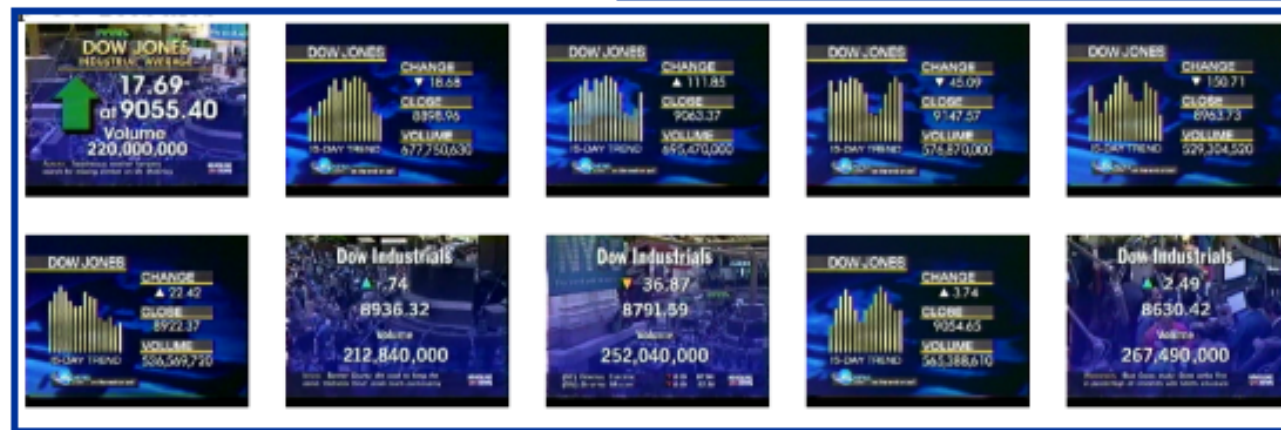 DOW JONES
INDUSTRIAL AVERAGE
17.69
at 9055.40
Volume
220,000,000
DOW JONES
CHANGE
▼ 18.68
CLOSE
8898.96
VOLUME
15-DAY TREND
677,750,630
DOW JONES
CHANGE
▲ 111.85
CLOSE
9063.37
VOLUME
15-DAY TREND
695,470,000
DOW JONES
CHANGE
▼ 45.09
CLOSE
9147.57
VOLUME
15-DAY TREND
576,870,000
DOW JONES
CHANGE
▼ 150.71
CLOSE
8963.73
VOLUME
15-DAY TREND
529,304,520
DOW JONES
CHANGE
▲ 22.42
CLOSE
8922.37
VOLUME
15-DAY TREND
536,569,720
Dow Industrials
▲ .74
8936.32
Volume
212,840,000
Dow Industrials
▼ 36.87
8791.59
Volume
252,040,000
DOW JONES
CHANGE
▲ 3.74
CLOSE
9054.65
VOLUME
15-DAY TREND
565,388,610
Dow Industrials
▲ 2.49
8630.42
Volume
267,490,000